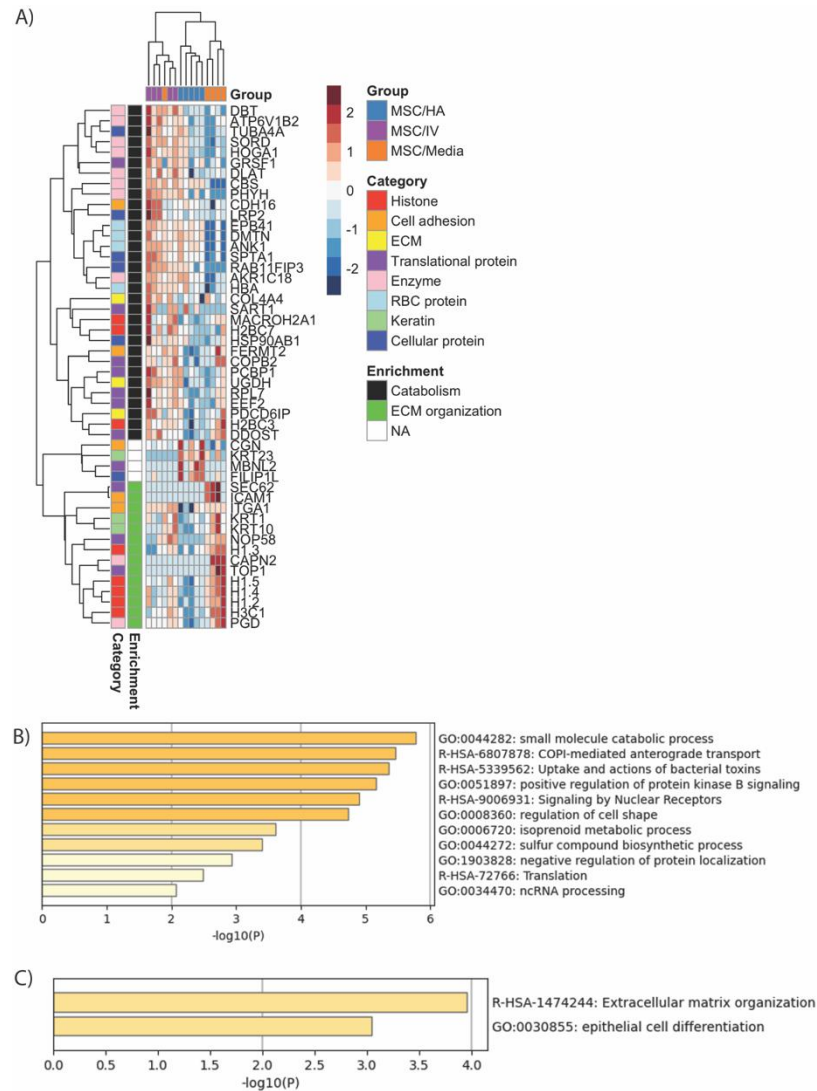 A)
Group
DBT
ATP6V1B2
TUBA4A
SORD
HOGA1
GRSF1
DLAT
CBS
PHYH
CDH16
LRP2
EPB41
DMTN
ANK1
SPTA1
RAB11FIP3
AKR1C18
HBA
COL4A4
SART1
MACROH2A1
H2BC7
HSP90AB1
FERMT2
COPB2
PCBP1
UGDH
RPL7
EEF2
PDCD6IP
H2BC3
DDOST
CGN
KRT23
MBNL2
FILIP1L
SEC62
ICAM1
ITGA1
KRT1
KRT10
NOP58
H1.3
CAPN2
TOP1
H1.5
H1.4
H1.2
H3C1
PGD
Category
Enrichment
2
1
0
-1
-2
Group
MSC/HA
MSC/IV
MSC/Media
Category
Histone
Cell adhesion
ECM
Translational protein
Enzyme
RBC protein
Keratin
Cellular protein
Enrichment
Catabolism
ECM organization
NA
B)
GO:0044282: small molecule catabolic process
R-HSA-6807878: COPI-mediated anterograde transport
R-HSA-5339562: Uptake and actions of bacterial toxins
GO:0051897: positive regulation of protein kinase B signaling
R-HSA-9006931: Signaling by Nuclear Receptors
GO:0008360: regulation of cell shape
GO:0006720: isoprenoid metabolic process
GO:0044272: sulfur compound biosynthetic process
GO:1903828: negative regulation of protein localization
R-HSA-72766: Translation
GO:0034470: ncRNA processing
0 1 2 3 4 5 6
-log10(P)
C)
R-HSA-1474244: Extracellular matrix organization
GO:0030855: epithelial cell differentiation
0.0 0.5 1.0 1.5 2.0 2.5 3.0 3.5 4.0
-log10(P)